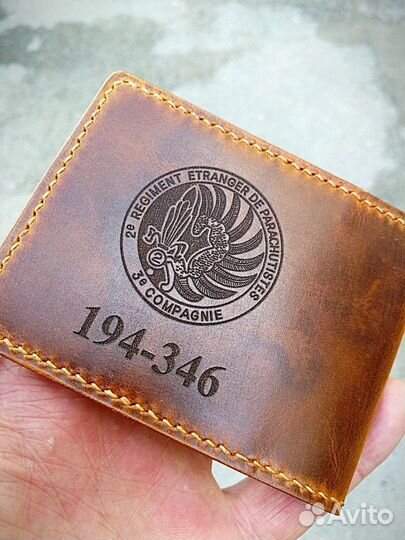 2e REGIMENT ETRANGER DE PARACHUTISTES
3e COMPAGNIE
194-346
Avito